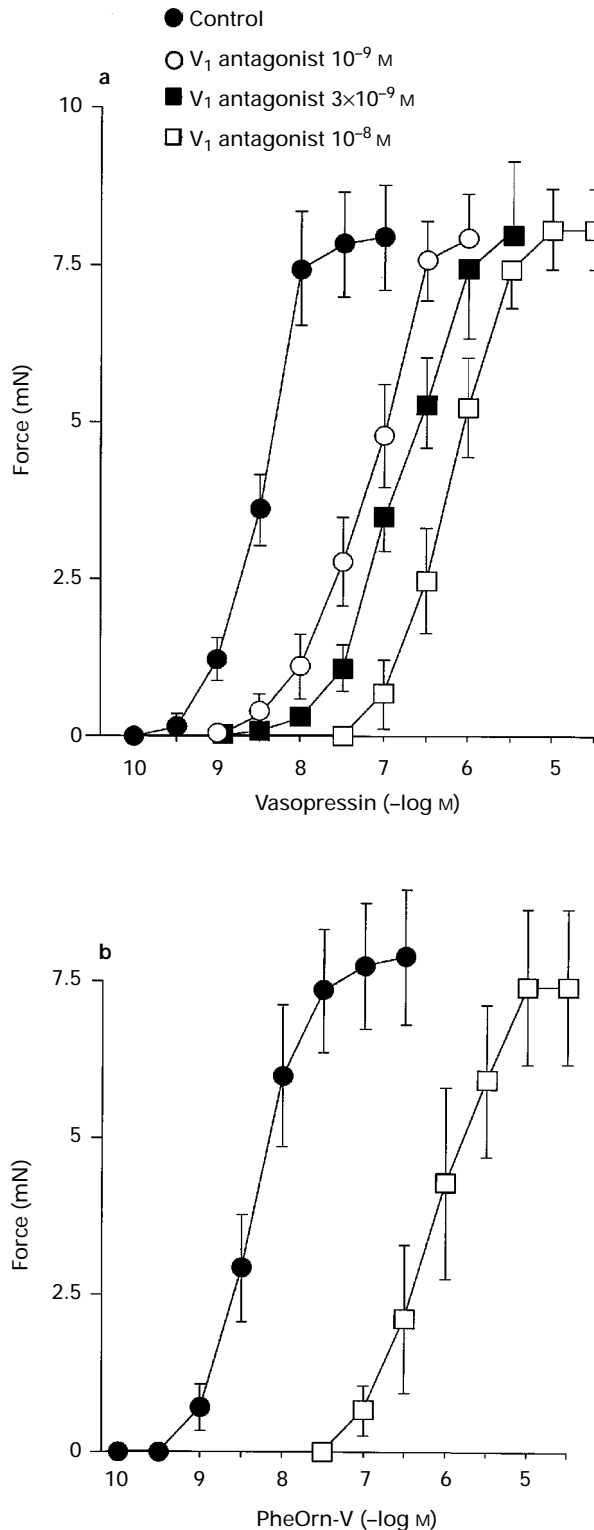 Control
V₁ antagonist 10⁻⁹ M
V₁ antagonist 3×10⁻⁹ M
V₁ antagonist 10⁻⁸ M
a
10
7.5
5
2.5
0
Force (mN)
10 9 8 7 6 5
Vasopressin (–log M)
b
7.5
5
2.5
0
Force (mN)
10 9 8 7 6 5
PheOrn-V (–log M)